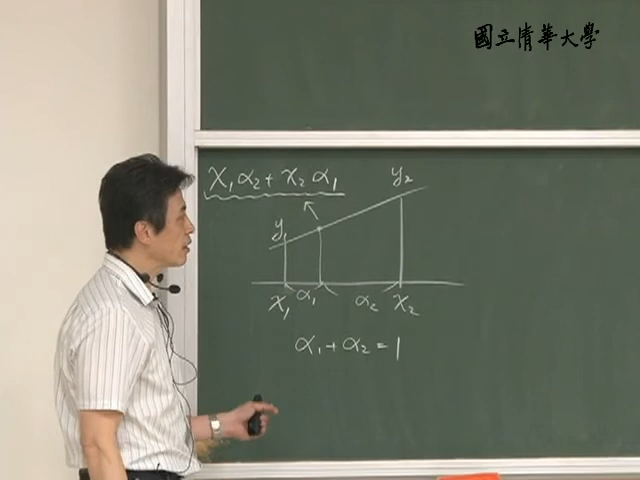 國立清華大學
X₁α₂ + X₂α₁
y₂
y₁
X₁ α₁ α₂ X₂
α₁ + α₂ = 1